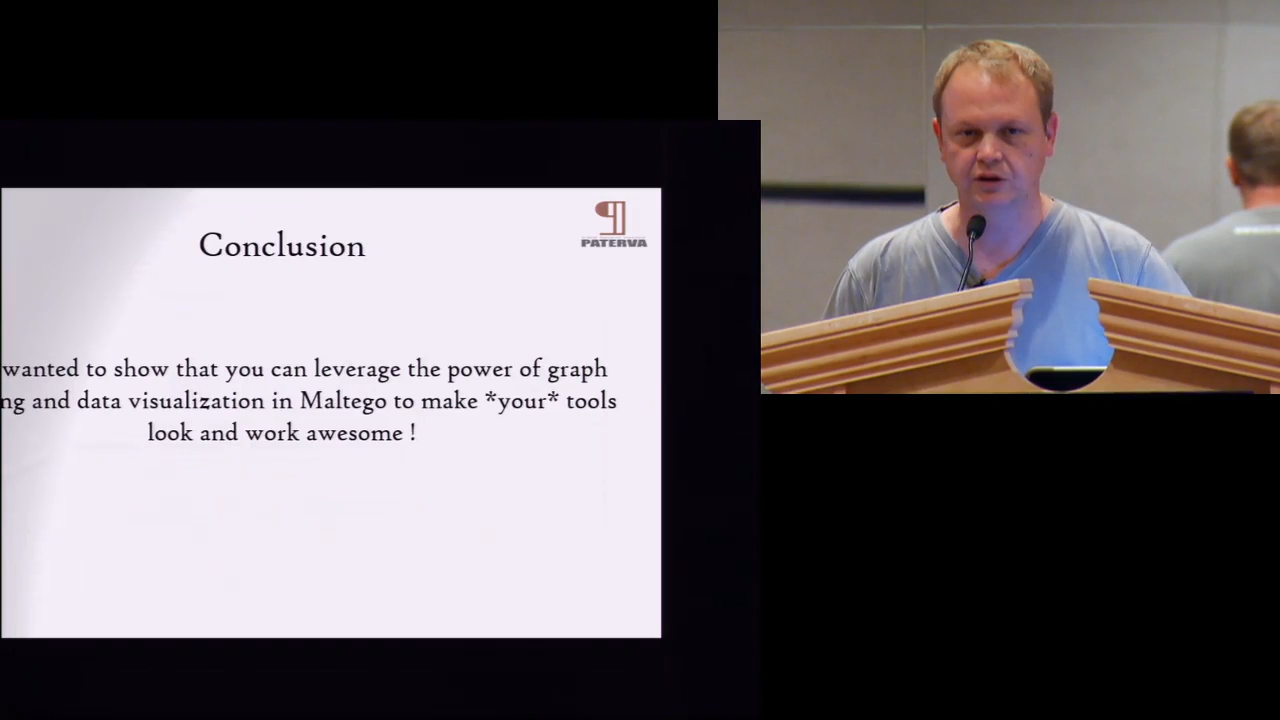 PATERVA
Conclusion
wanted to show that you can leverage the power of graph
ng and data visualization in Maltego to make *your* tools
look and work awesome !